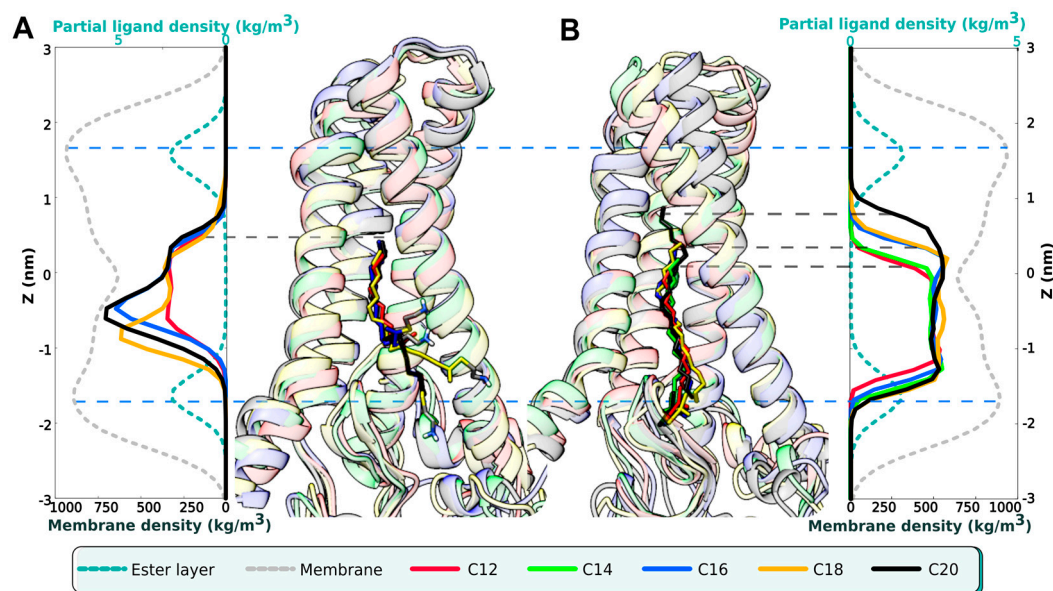 A
Partial ligand density (kg/m³)
5 0
3
2
1
0
-1
-2
-3
Z (nm)
1000 750 500 250 0
Membrane density (kg/m³)
B
Partial ligand density (kg/m³)
0 5
3
2
1
0
-1
-2
-3
Z (nm)
0 250 500 750 1000
Membrane density (kg/m³)
Ester layer Membrane C12 C14 C16 C18 C20